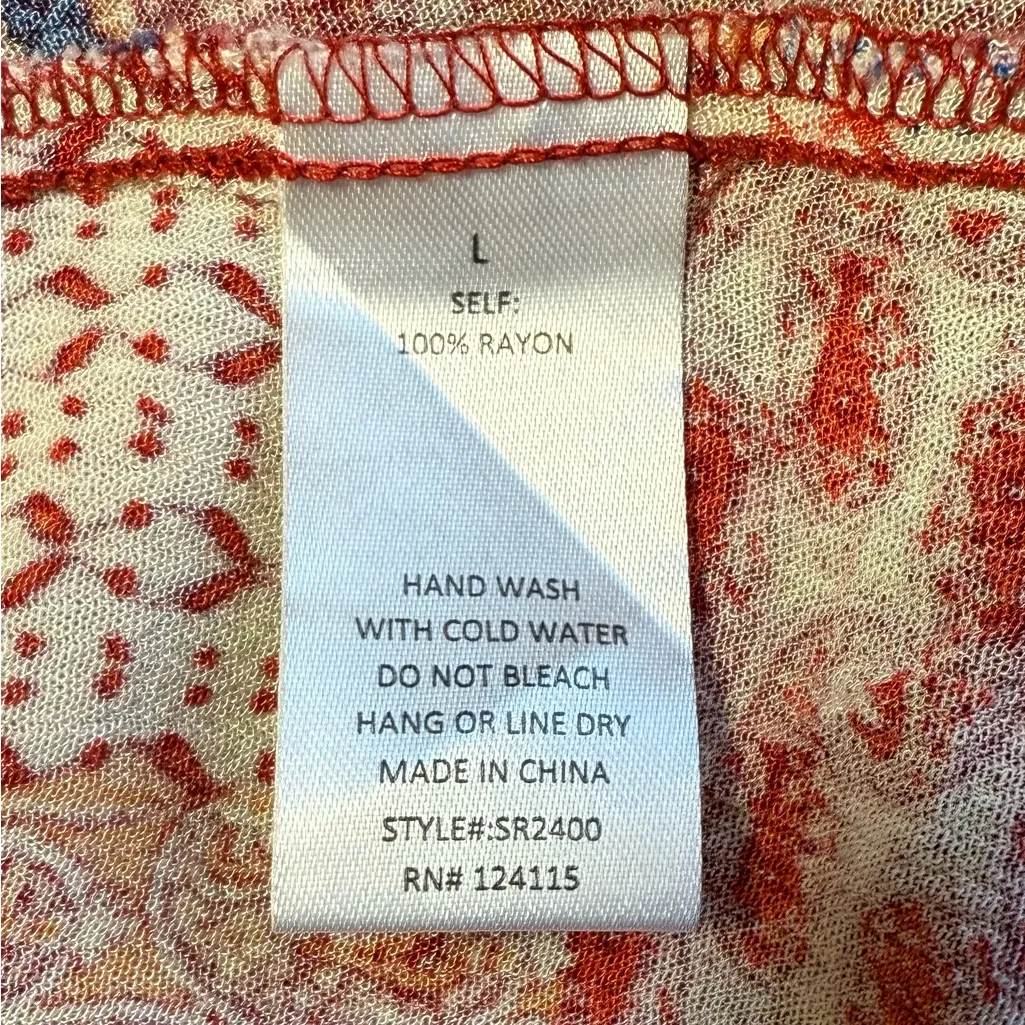 L
SELF:
100% RAYON
HAND WASH
WITH COLD WATER
DO NOT BLEACH
HANG OR LINE DRY
MADE IN CHINA
STYLE#:SR2400
RN# 124115